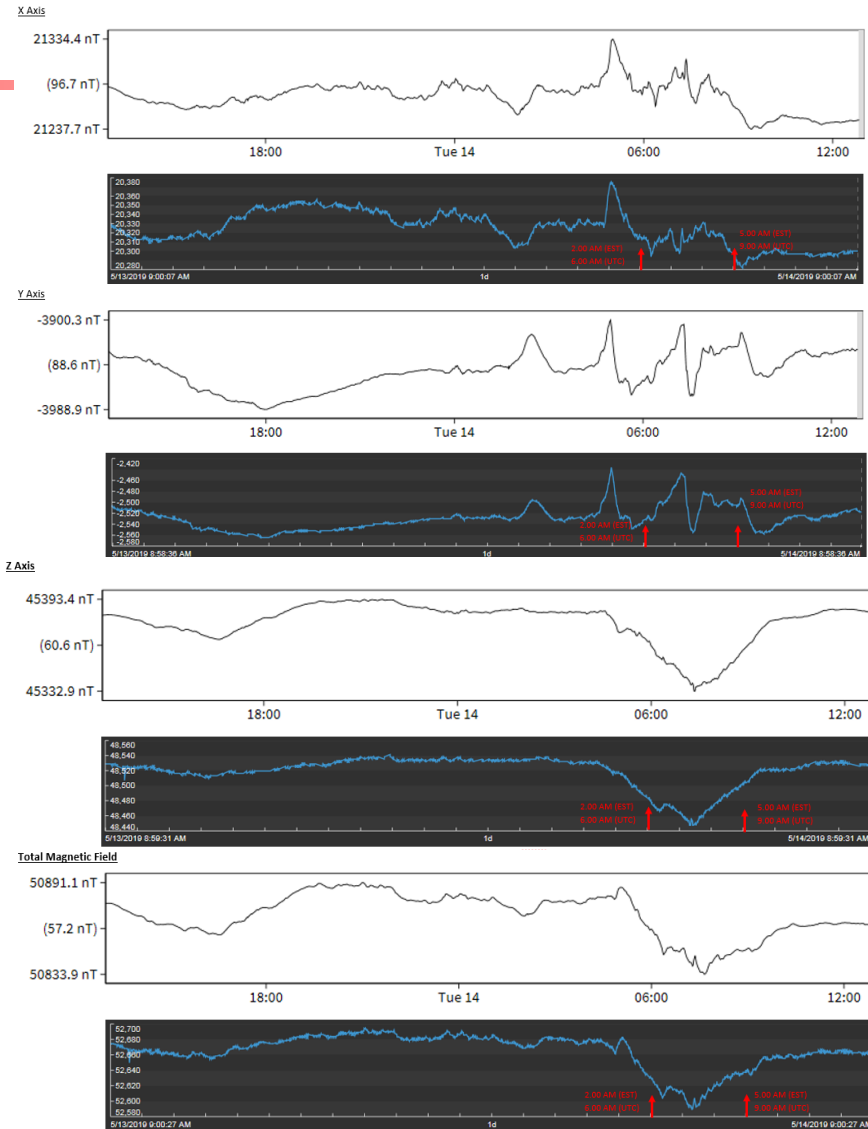 X Axis
21334.4 nT
(96.7 nT)
21237.7 nT
18:00 Tue 14 06:00 12:00
20,380
20,360
20,350
20,340
20,330
20,320
20,310
20,300
20,280
2:00 AM (EST)
6:00 AM (UTC)
5:00 AM (EST)
9:00 AM (UTC)
5/13/2019 9:00:07 AM 1d 5/14/2019 9:00:07 AM
Y Axis
-3900.3 nT
(88.6 nT)
-3988.9 nT
18:00 Tue 14 06:00 12:00
-2,420
-2,460
-2,480
-2,500
-2,520
-2,540
-2,560
-2,580
2:00 AM (EST)
6:00 AM (UTC)
5:00 AM (EST)
9:00 AM (UTC)
5/13/2019 8:58:36 AM 1d 5/14/2019 8:58:36 AM
Z Axis
45393.4 nT
(60.6 nT)
45332.9 nT
18:00 Tue 14 06:00 12:00
48,560
48,540
48,520
48,500
48,480
48,460
48,440
2:00 AM (EST)
6:00 AM (UTC)
5:00 AM (EST)
9:00 AM (UTC)
5/13/2019 8:59:31 AM 1d 5/14/2019 8:59:31 AM
Total Magnetic Field
50891.1 nT
(57.2 nT)
50833.9 nT
18:00 Tue 14 06:00 12:00
52,700
52,680
52,660
52,640
52,620
52,600
52,580
2:00 AM (EST)
6:00 AM (UTC)
5:00 AM (EST)
9:00 AM (UTC)
5/13/2019 9:00:27 AM 1d 5/14/2019 9:00:27 AM